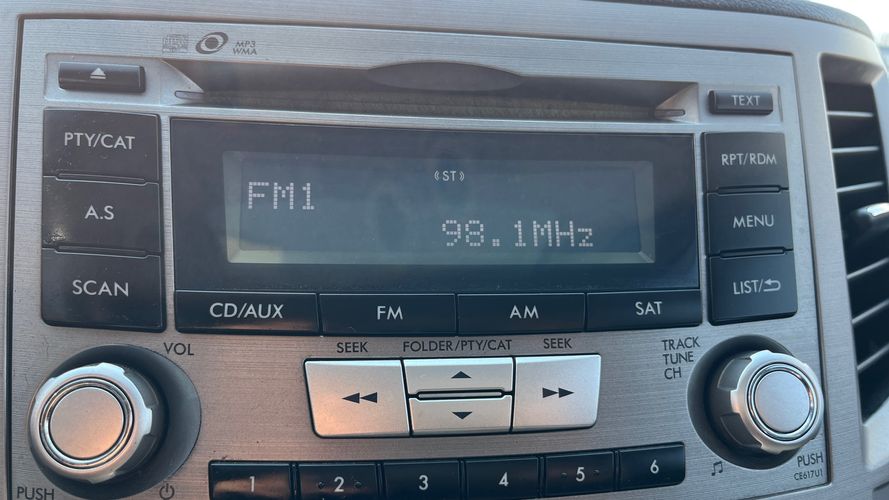 MP3
WMA
TEXT
PTY/CAT
A.S
SCAN
(ST)
FM1
98.1MHz
RPT/RDM
MENU
LIST/
CD/AUX
FM
AM
SAT
VOL
SEEK
FOLDER/PTY/CAT
SEEK
TRACK
TUNE
CH
PUSH
1
2
3
4
5
6
PUSH
CE617U1